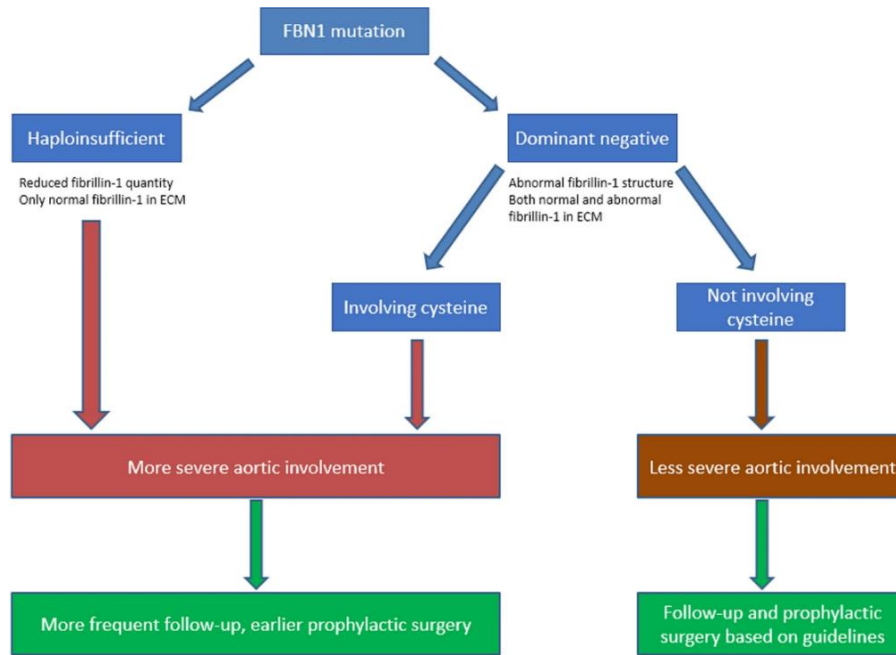 FBN1 mutation
Haploinsufficient
Dominant negative
Reduced fibrillin-1 quantity
Only normal fibrillin-1 in ECM
Abnormal fibrillin-1 structure
Both normal and abnormal
fibrillin-1 in ECM
Involving cysteine
Not involving
cysteine
More severe aortic involvement
Less severe aortic involvement
More frequent follow-up, earlier prophylactic surgery
Follow-up and prophylactic
surgery based on guidelines